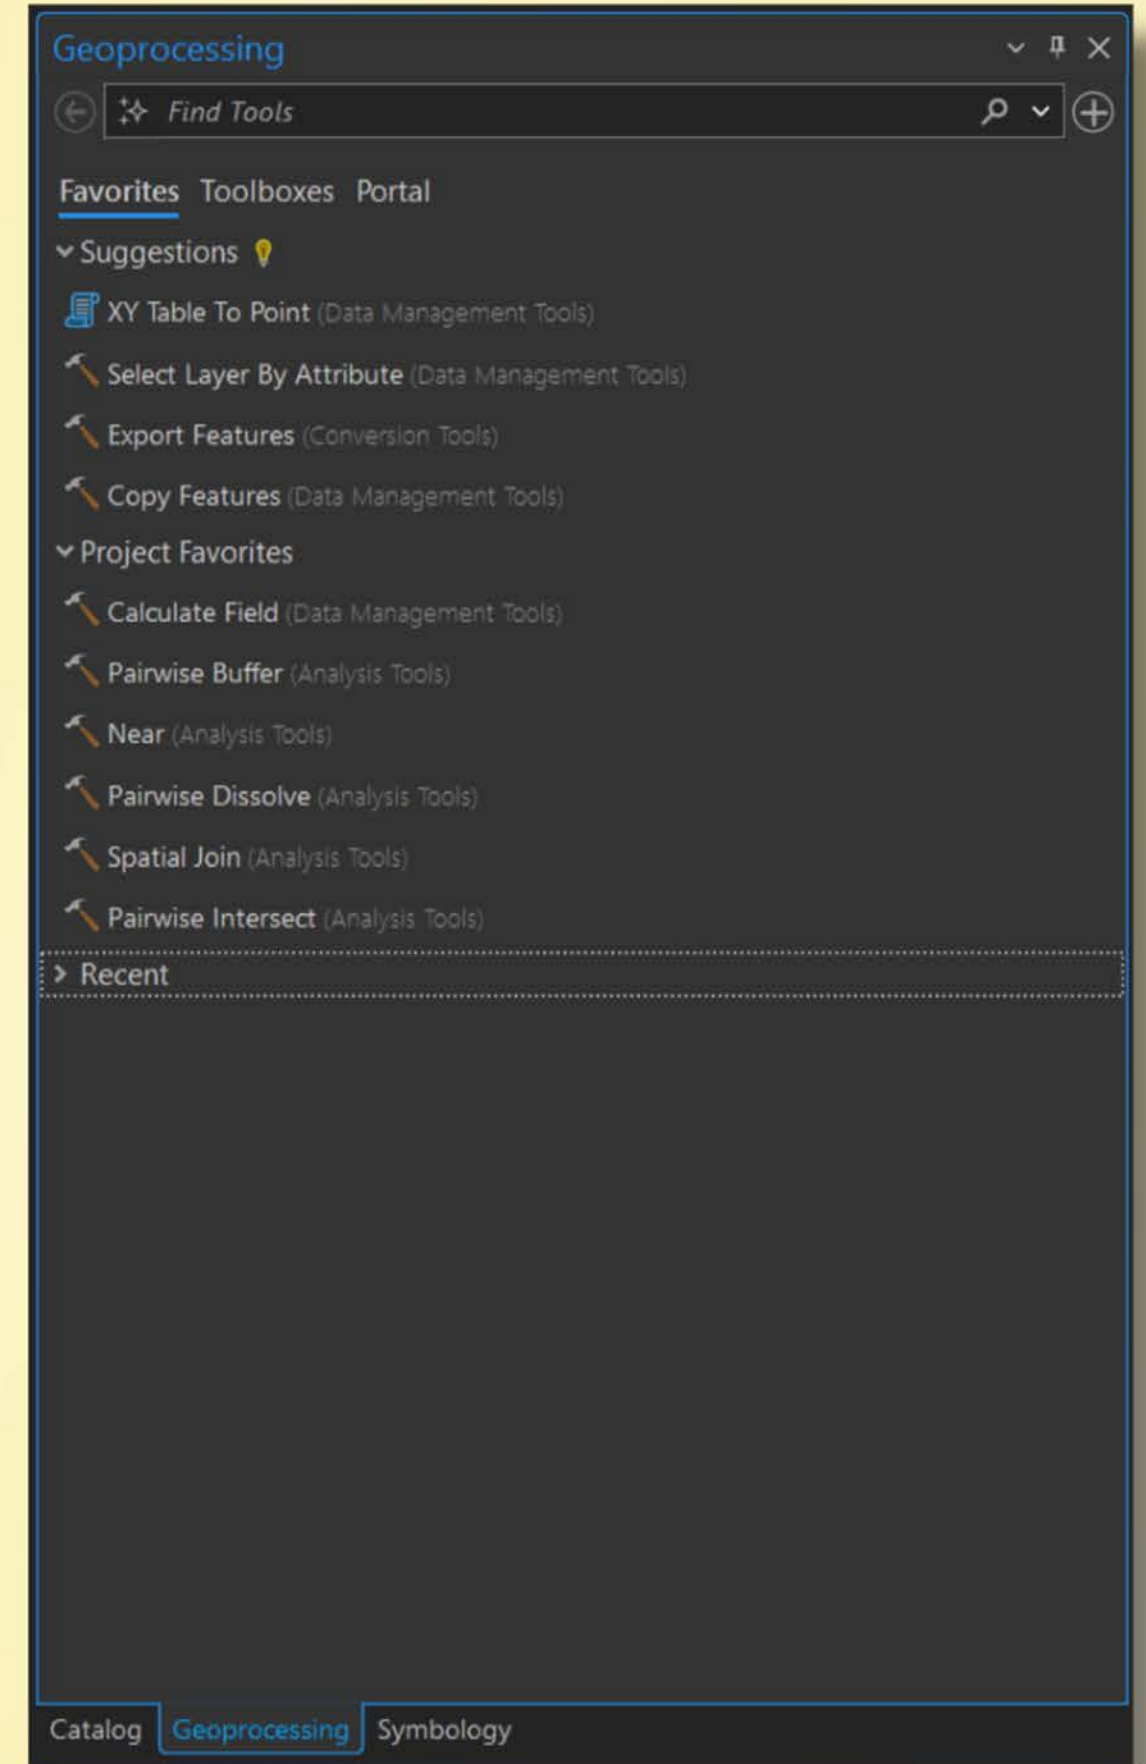 Geoprocessing
Find Tools
Favorites Toolboxes Portal
Suggestions
XY Table To Point (Data Management Tools)
Select Layer By Attribute (Data Management Tools)
Export Features (Conversion Tools)
Copy Features (Data Management Tools)
Project Favorites
Calculate Field (Data Management Tools)
Pairwise Buffer (Analysis Tools)
Near (Analysis Tools)
Pairwise Dissolve (Analysis Tools)
Spatial Join (Analysis Tools)
Pairwise Intersect (Analysis Tools)
Recent
Catalog Geoprocessing Symbology